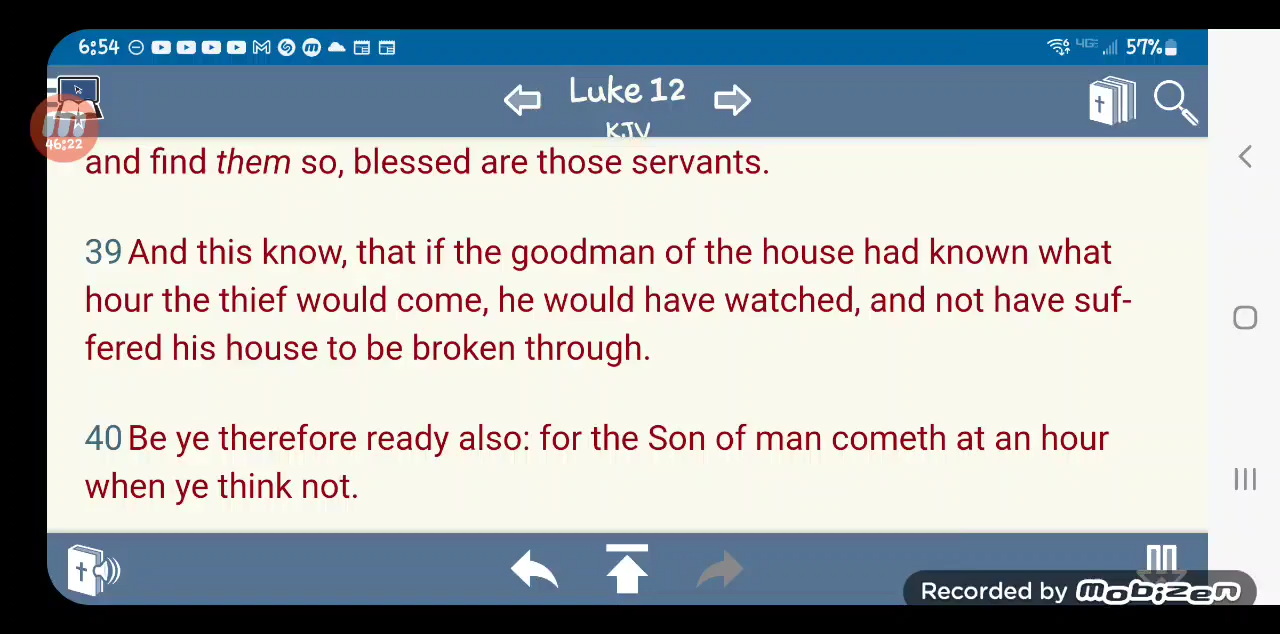 6:54
4GE 57%
Luke 12
KJV
46:22
and find them so, blessed are those servants.
39 And this know, that if the goodman of the house had known what
hour the thief would come, he would have watched, and not have suf-
fered his house to be broken through.
40 Be ye therefore ready also: for the Son of man cometh at an hour
when ye think not.
Recorded by mobizen